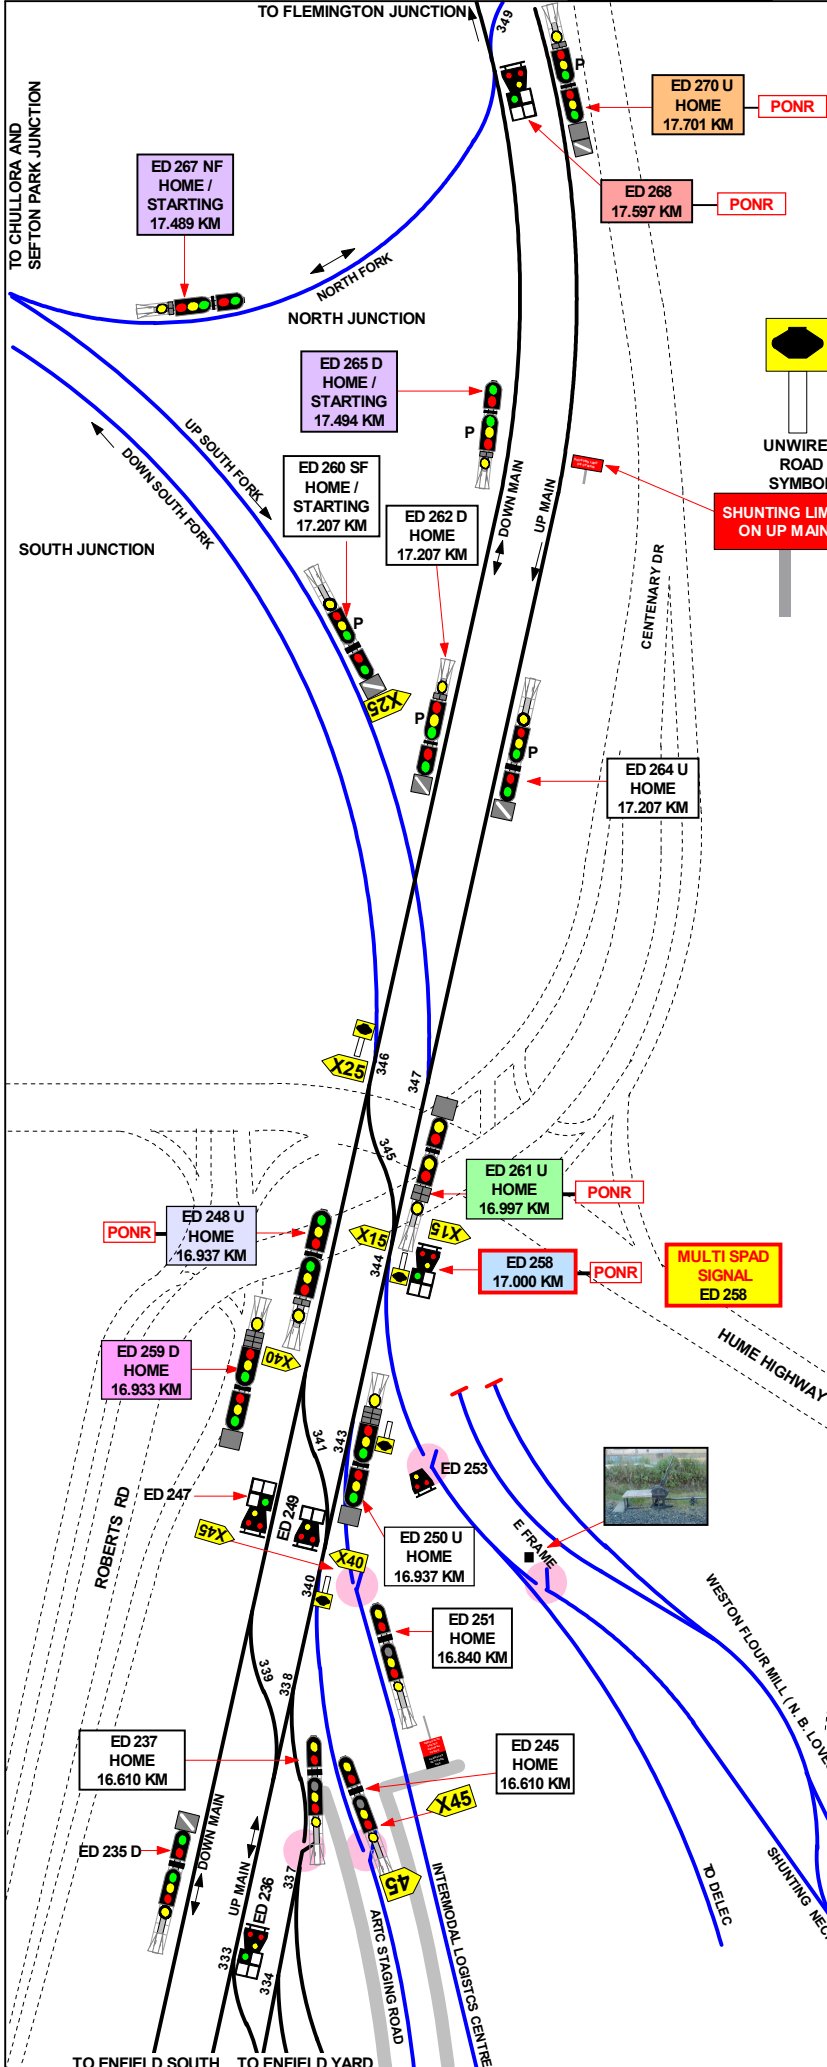 TO FLEMINGTON JUNCTION
349
P
ED 270 U
HOME
17.701 KM
PONR
TO CHULLORA AND
SEFTON PARK JUNCTION
ED 267 NF
HOME /
STARTING
17.489 KM
ED 268
17.597 KM
PONR
NORTH FORK
NORTH JUNCTION
ED 265 D
HOME /
STARTING
17.494 KM
P
UP SOUTH FORK
DOWN SOUTH FORK
ED 260 SF
HOME /
STARTING
17.207 KM
ED 262 D
HOME
17.207 KM
DOWN MAIN
UP MAIN
UNWIRE
ROAD
SYMBO
SHUNTING LIM
ON UP MAIN
SOUTH JUNCTION
CENTENARY DR
P
X25
P
P
ED 264 U
HOME
17.207 KM
X25
346
347
345
ED 261 U
HOME
16.997 KM
PONR
PONR
ED 248 U
HOME
16.937 KM
X15
X15
344
ED 258
17.000 KM
PONR
MULTI SPAD
SIGNAL
ED 258
HUME HIGHWAY
ED 259 D
HOME
16.933 KM
X40
341
343
ED 253
ED 247
ED 249
ROBERTS RD
X45
X40
340
ED 250 U
HOME
16.937 KM
E FRAME
WESTON FLOUR MILL ( N. B. LOVE
ED 251
HOME
16.840 KM
339
338
ED 237
HOME
16.610 KM
ED 245
HOME
16.610 KM
X45
ED 235 D
DOWN MAIN
UP MAIN
ED 236
337
45
333
334
ARTC STAGING ROAD
INTERMODAL LOGISTCS CENTRE
TO DELEC
SHUNTING NEC
TO ENFIELD SOUTH
TO ENFIELD YARD